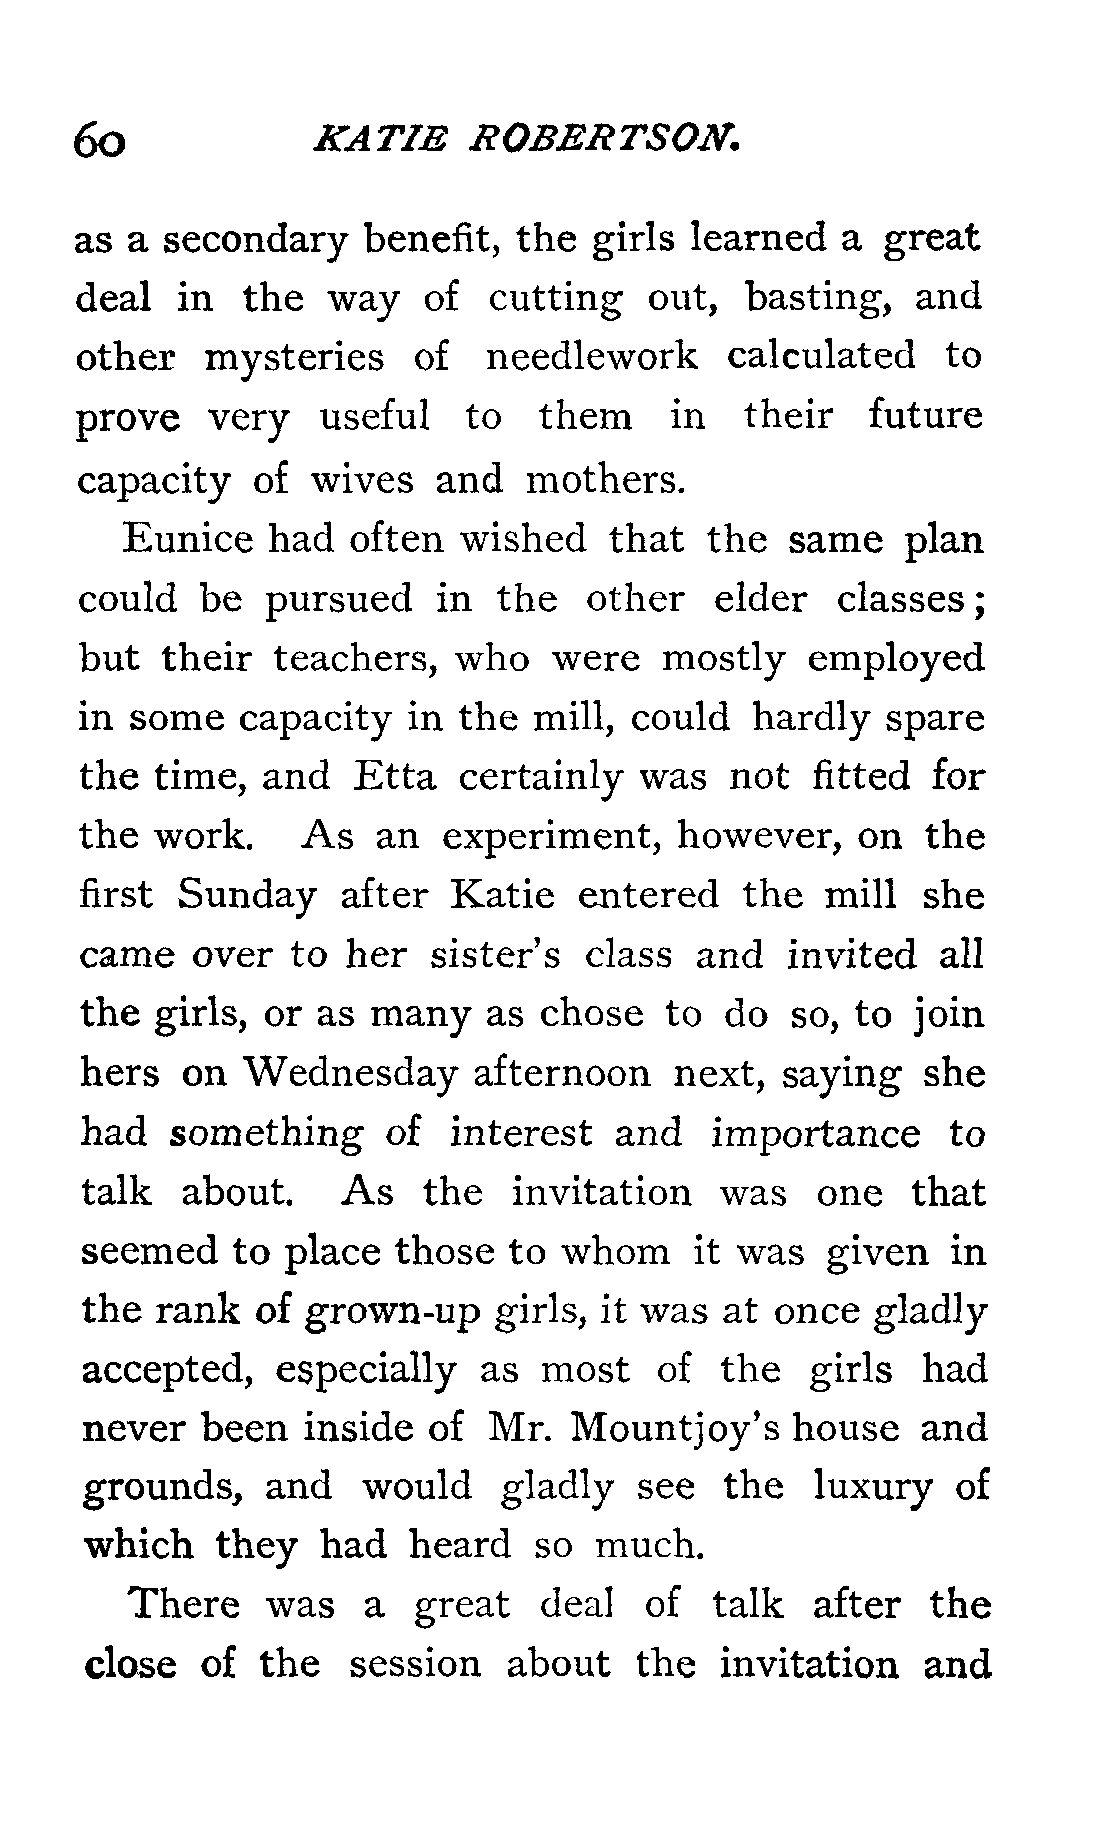 60 KATIE ROBERTSON.
as a secondary benefit, the girls learned a great
deal in the way of cutting out, basting, and
other mysteries of needlework calculated to
prove very useful to them in their future
capacity of wives and mothers.
Eunice had often wished that the same plan
could be pursued in the other elder classes;
but their teachers, who were mostly employed
in some capacity in the mill, could hardly spare
the time, and Etta certainly was not fitted for
the work. As an experiment, however, on the
first Sunday after Katie entered the mill she
came over to her sister's class and invited all
the girls, or as many as chose to do so, to join
hers on Wednesday afternoon next, saying she
had something of interest and importance to
talk about. As the invitation was one that
seemed to place those to whom it was given in
the rank of grown-up girls, it was at once gladly
accepted, especially as most of the girls had
never been inside of Mr. Mountjoy's house and
grounds, and would gladly see the luxury of
which they had heard so much.
There was a great deal of talk after the
close of the session about the invitation and